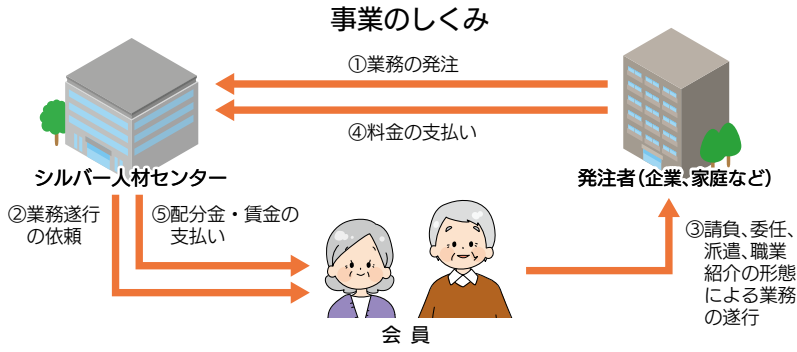 事業のしくみ
①業務の発注
④料金の支払い
シルバー人材センター
発注者(企業、家庭など)
②業務遂行
の依頼
⑤配分金・賃金の
支払い
③請負、委任、
派遣、職業
紹介の形態
による業務
の遂行
会員